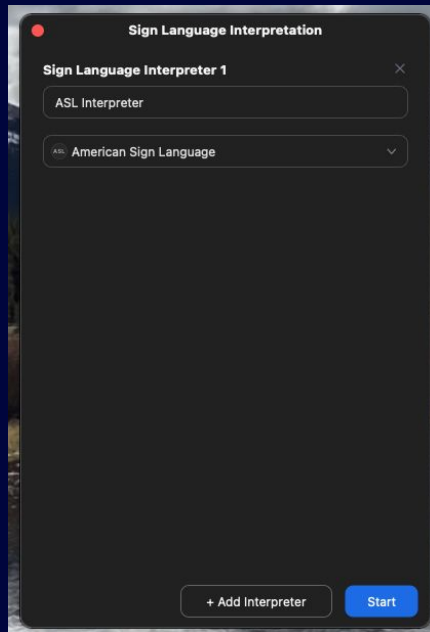 Sign Language Interpretation
Sign Language Interpreter 1
ASL Interpreter
ASL American Sign Language
+ Add Interpreter
Start